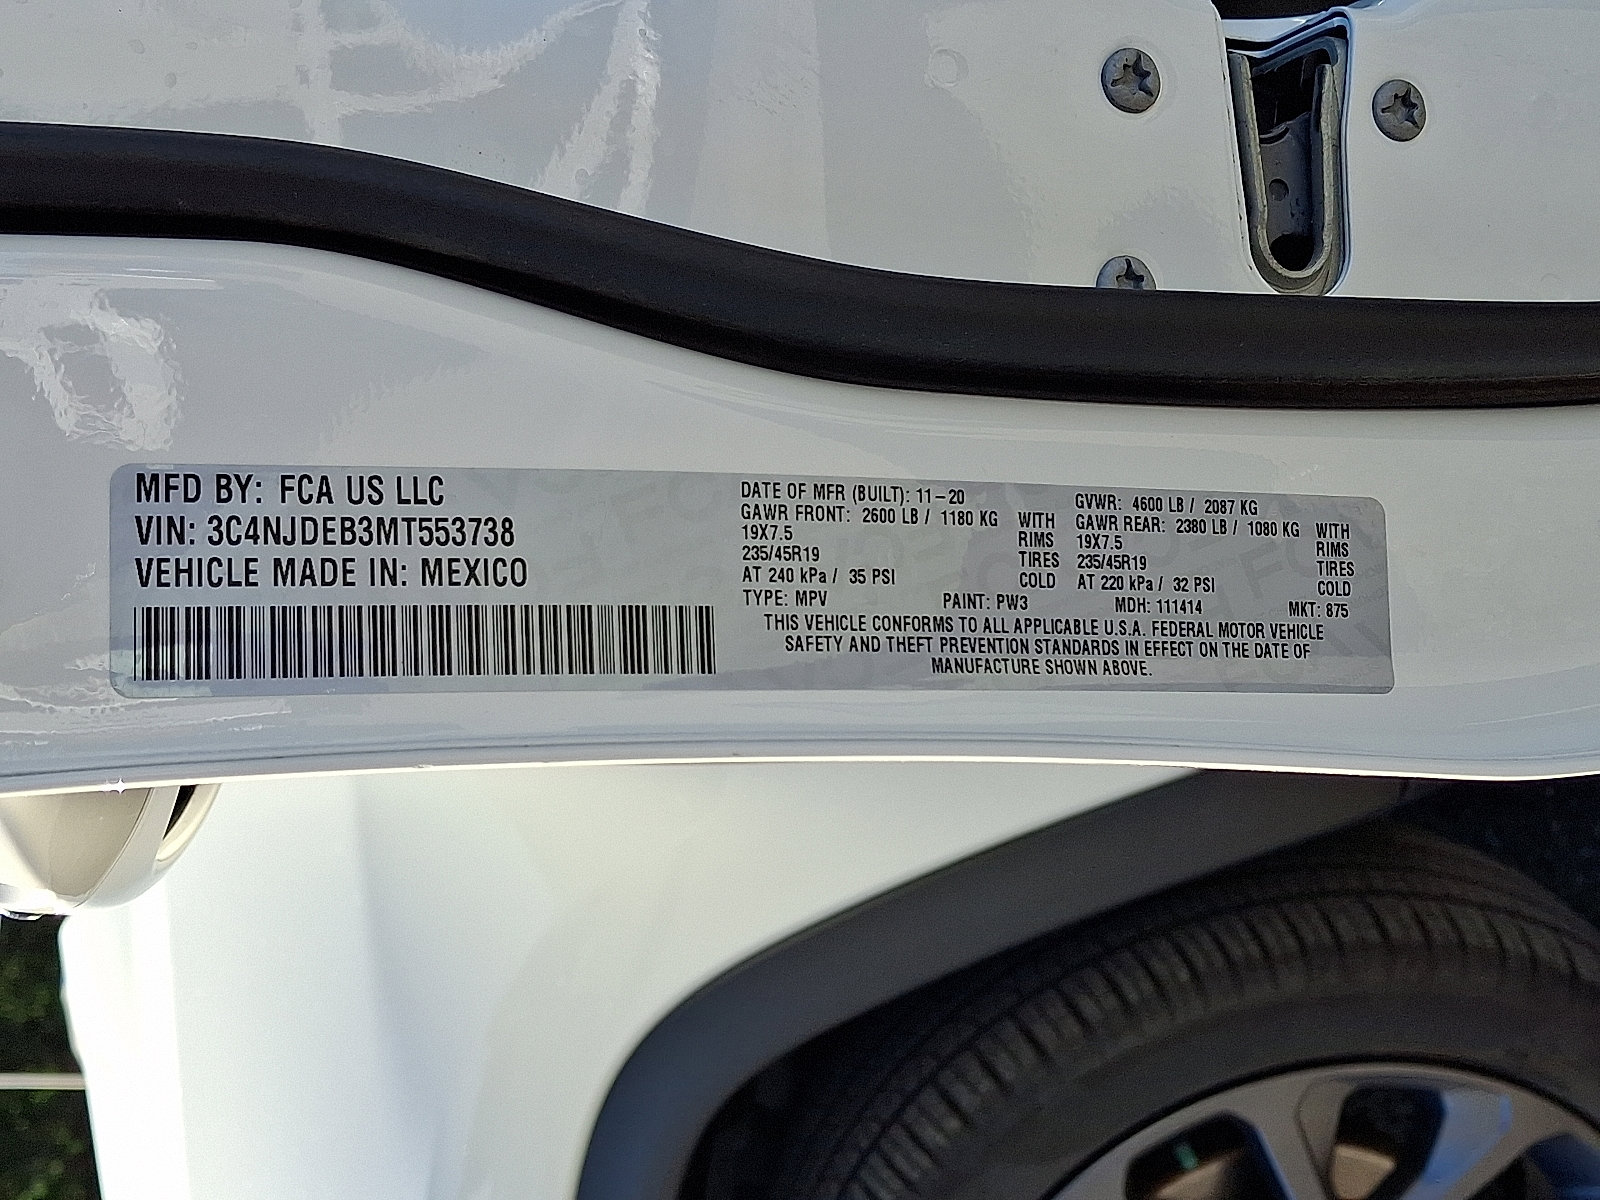 MFD BY: FCA US LLC
VIN: 3C4NJDEB3MT553738
VEHICLE MADE IN: MEXICO
DATE OF MFR (BUILT): 11-20
GAWR FRONT: 2600 LB / 1180 KG WITH
19X7.5 RIMS
235/45R19 TIRES
AT 240 kPa / 35 PSI COLD
GVWR: 4600 LB / 2087 KG
GAWR REAR: 2380 LB / 1080 KG WITH
19X7.5 RIMS
235/45R19 TIRES
AT 220 kPa / 32 PSI COLD
TYPE: MPV PAINT: PW3 MDH: 111414 MKT: 875
THIS VEHICLE CONFORMS TO ALL APPLICABLE U.S.A. FEDERAL MOTOR VEHICLE
SAFETY AND THEFT PREVENTION STANDARDS IN EFFECT ON THE DATE OF
MANUFACTURE SHOWN ABOVE.